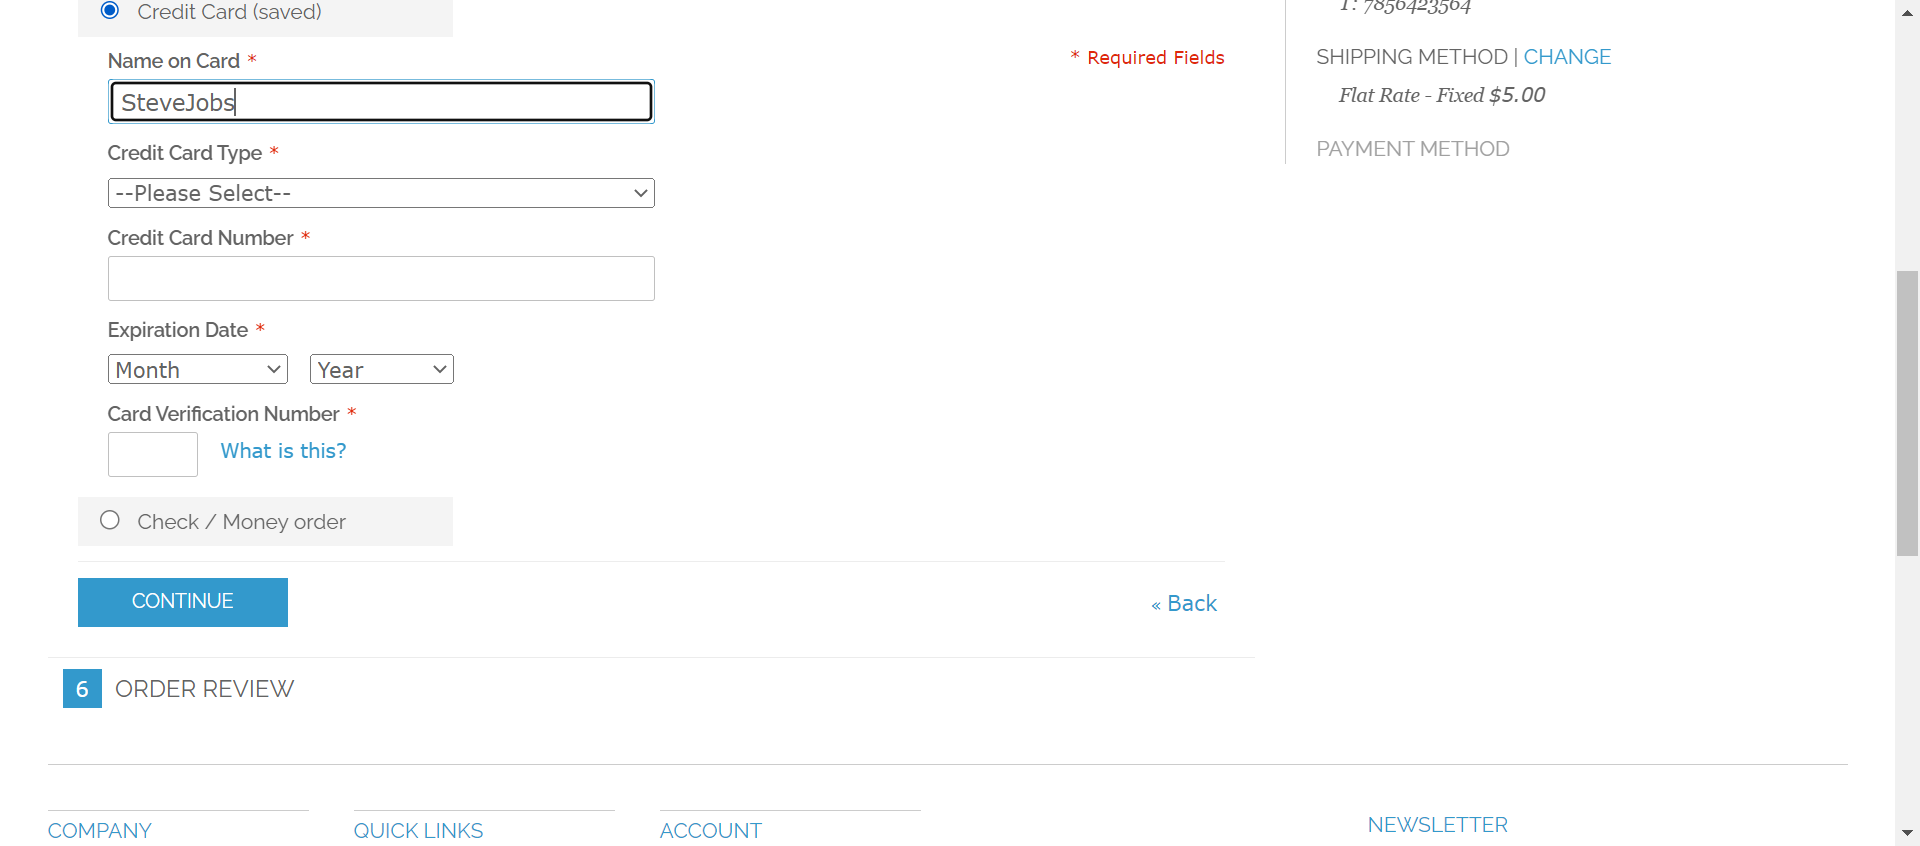 Credit Card (saved)
Name on Card *
* Required Fields
SteveJobs
Credit Card Type *
--Please Select--
Credit Card Number *
Expiration Date *
Month
Year
Card Verification Number *
What is this?
Check / Money order
CONTINUE
« Back
6 ORDER REVIEW
T: 7856423564
SHIPPING METHOD | CHANGE
Flat Rate - Fixed $5.00
PAYMENT METHOD
COMPANY
QUICK LINKS
ACCOUNT
NEWSLETTER